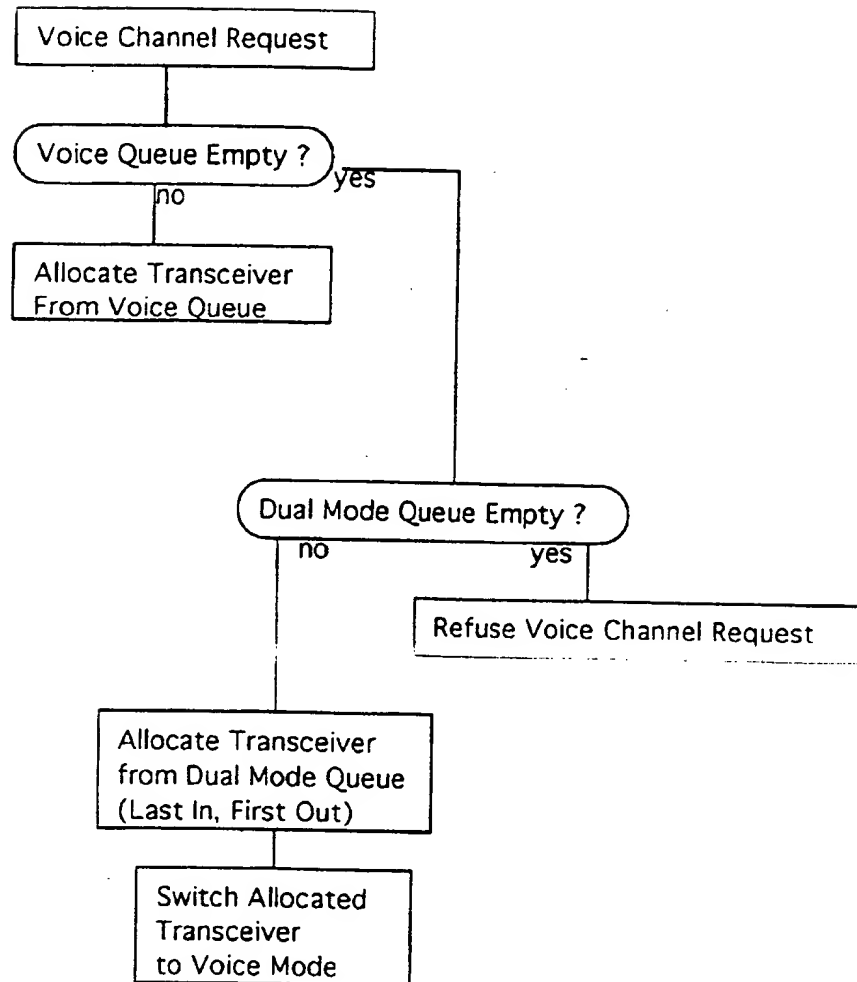 Voice Channel Request
Voice Queue Empty ?
yes
no
Allocate Transceiver
From Voice Queue
Dual Mode Queue Empty ?
no
yes
Refuse Voice Channel Request
Allocate Transceiver
from Dual Mode Queue
(Last In, First Out)
Switch Allocated
Transceiver
to Voice Mode